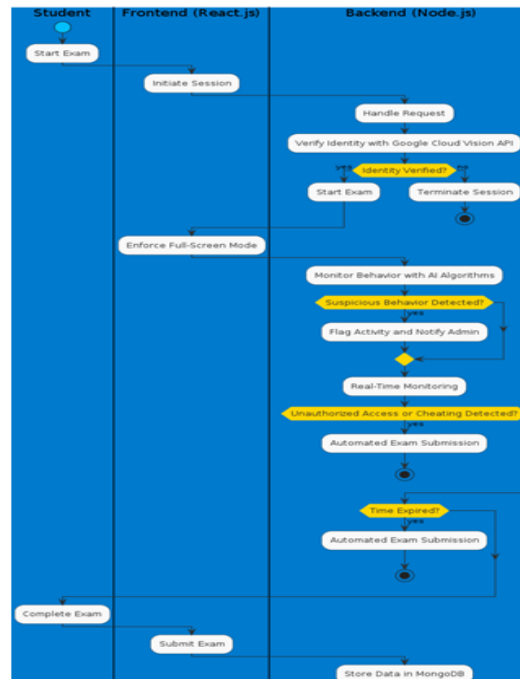 Student Frontend (React.js) Backend (Node.js)
Start Exam
Initiate Session
Handle Request
Verify Identity with Google Cloud Vision API
yes Identity Verified? no
Start Exam Terminate Session
Enforce Full-Screen Mode
Monitor Behavior with AI Algorithms
Suspicious Behavior Detected?
yes
Flag Activity and Notify Admin
Real-Time Monitoring
Unauthorized Access or Cheating Detected?
yes
Automated Exam Submission
Time Expired?
yes
Automated Exam Submission
Complete Exam
Submit Exam
Store Data in MongoDB